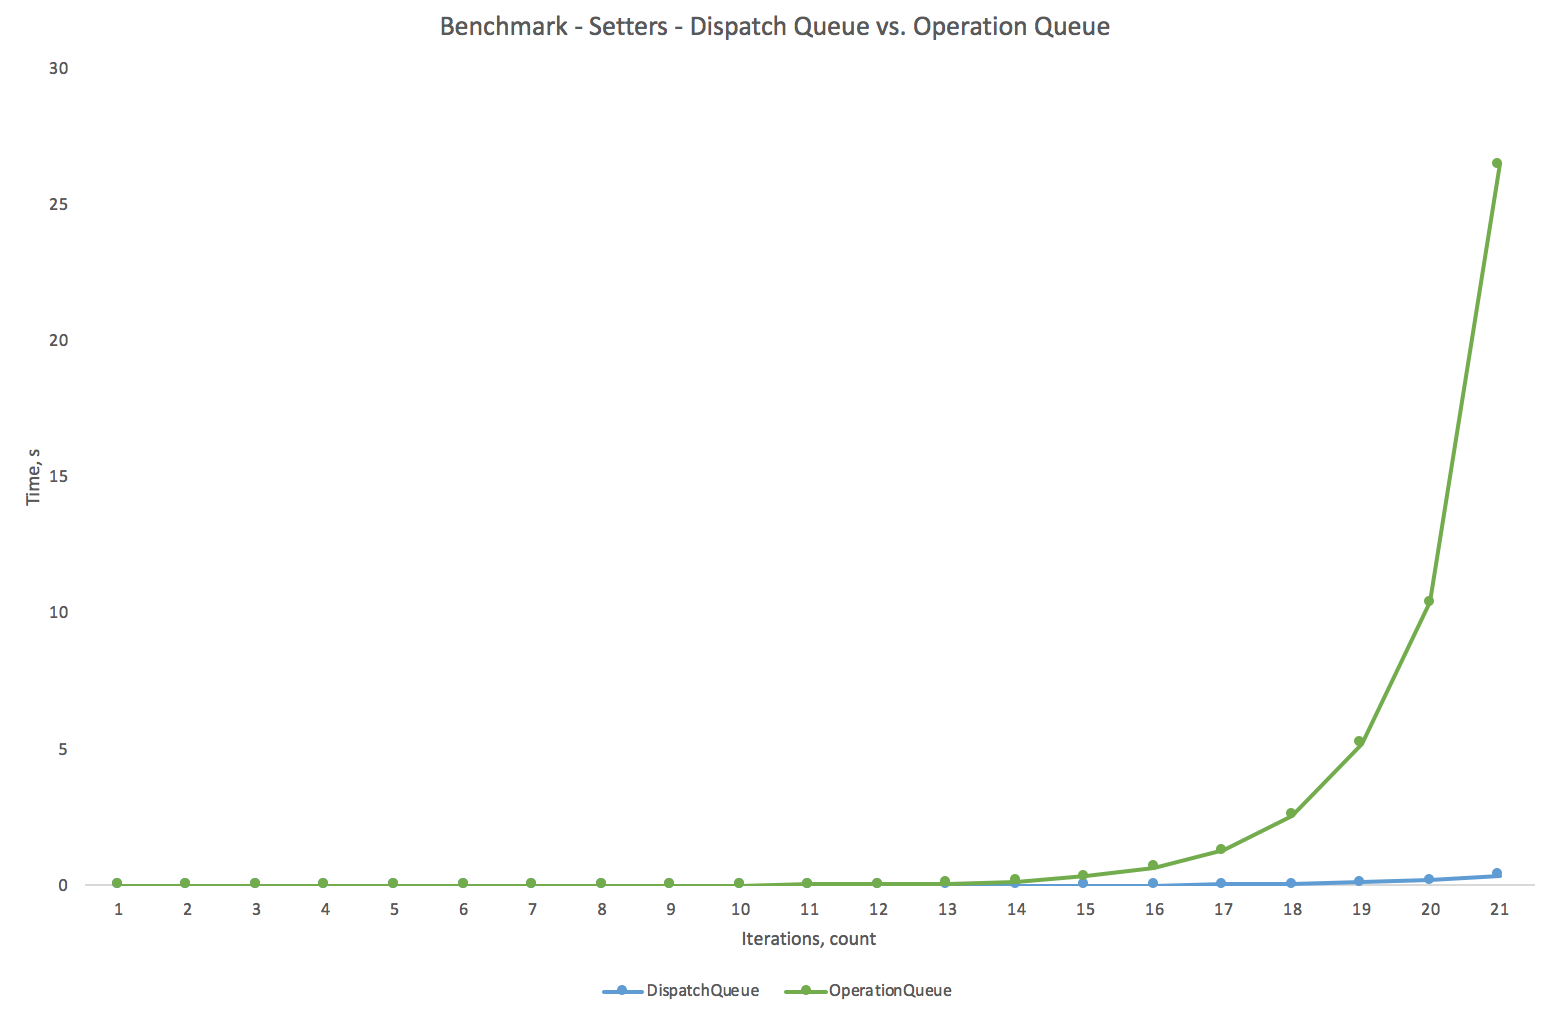 Benchmark - Setters - Dispatch Queue vs. Operation Queue
30
25
20
15
10
5
0
Time, s
1 2 3 4 5 6 7 8 9 10 11 12 13 14 15 16 17 18 19 20 21
Iterations, count
DispatchQueue OperationQueue